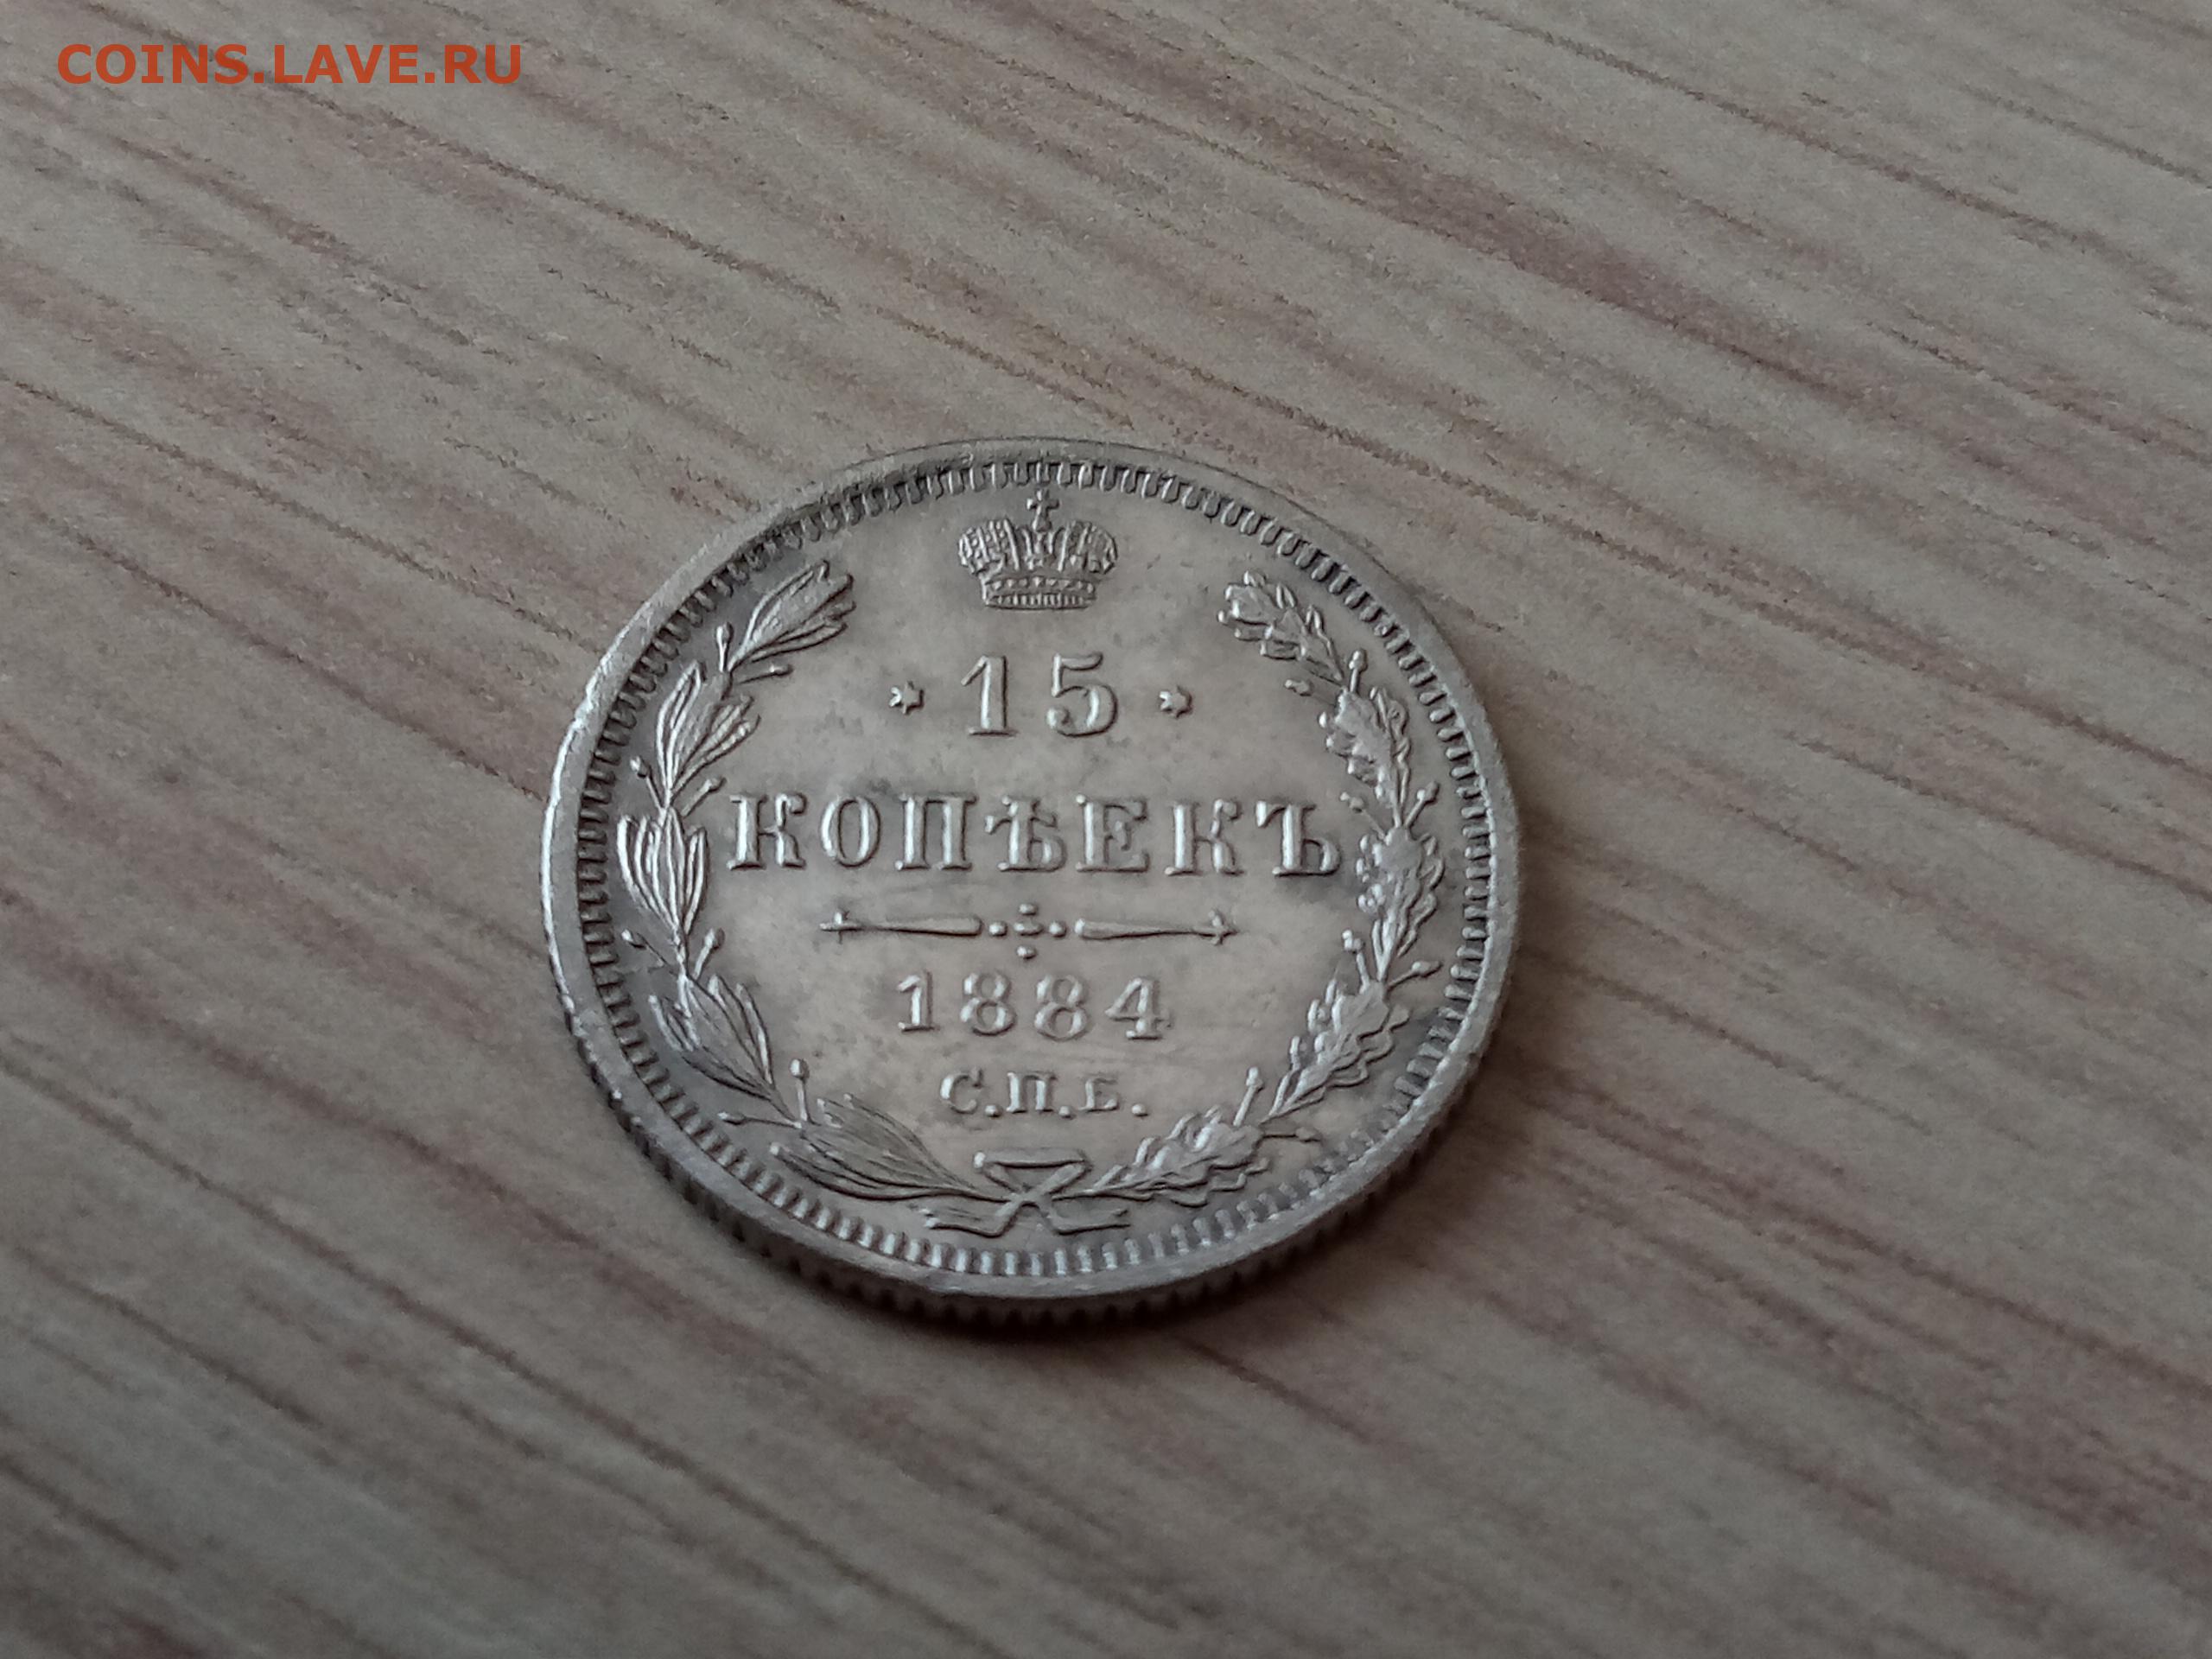 COINS.LAVE.RU
* 15 *
КОПѢЕКЪ
1884
С.П.Б.